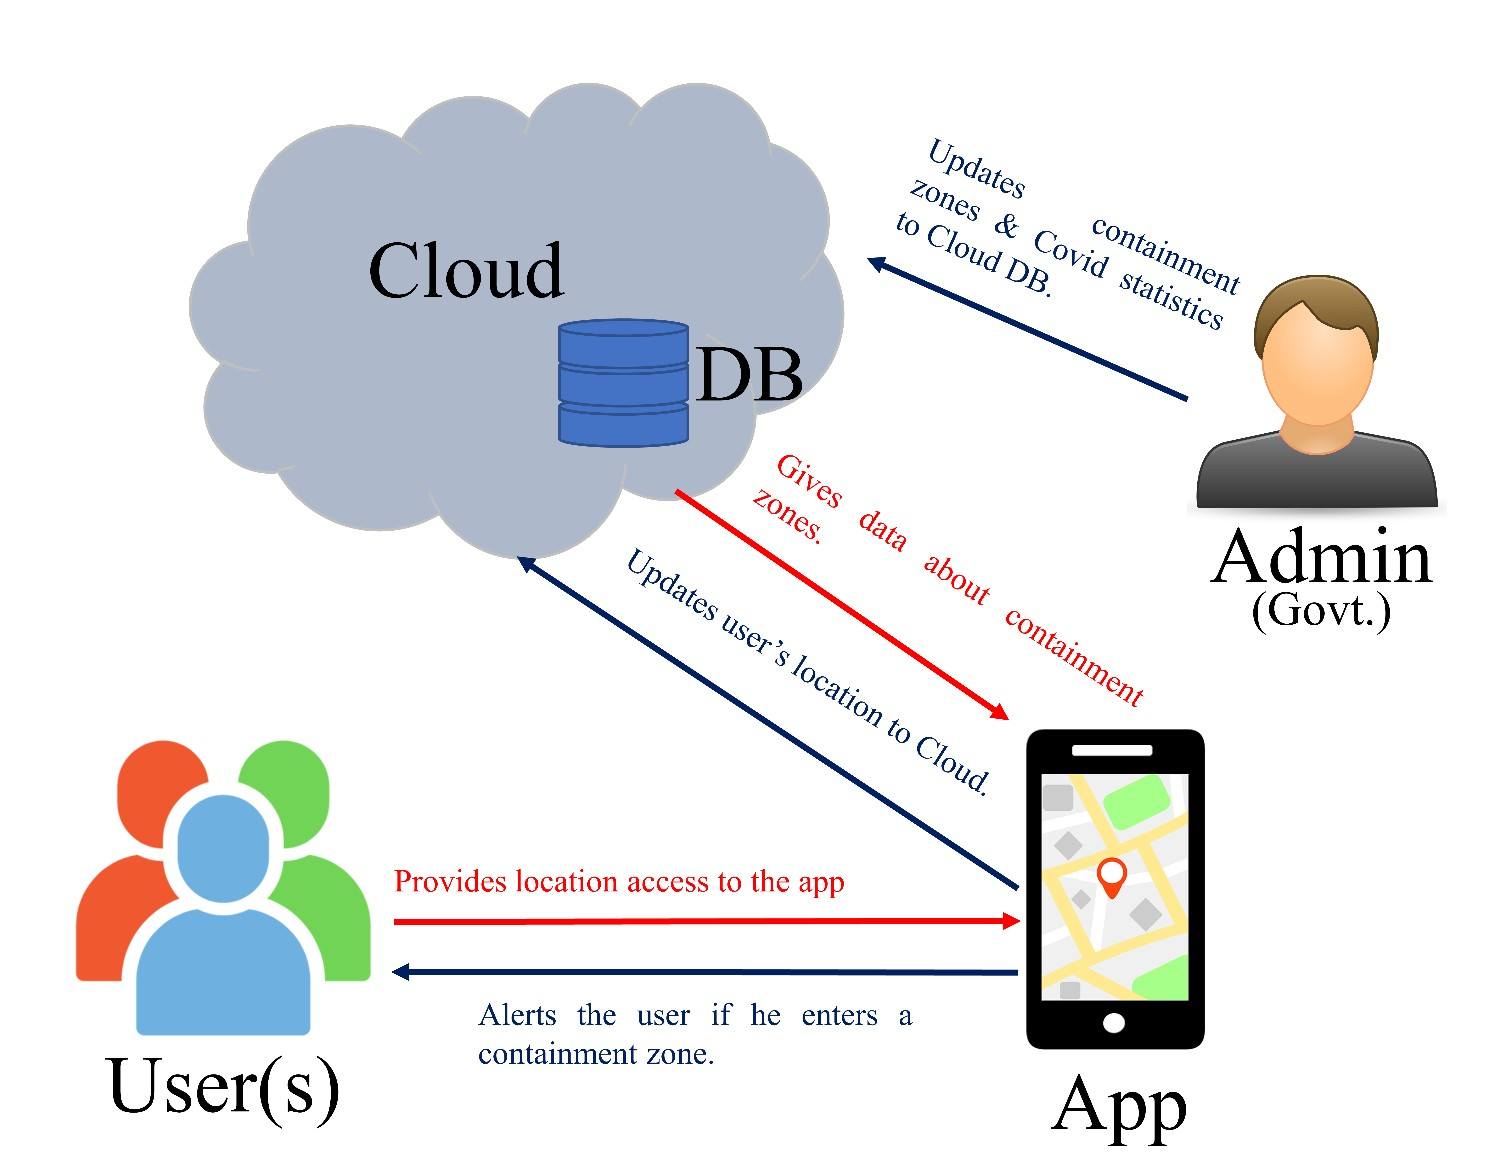 Updates containment
zones & Covid statistics
to Cloud DB.
Cloud
DB
Admin
(Govt.)
Gives data about containment
zones.
Updates user’s location to Cloud.
Provides location access to the app
Alerts the user if he enters a
containment zone.
User(s)
App